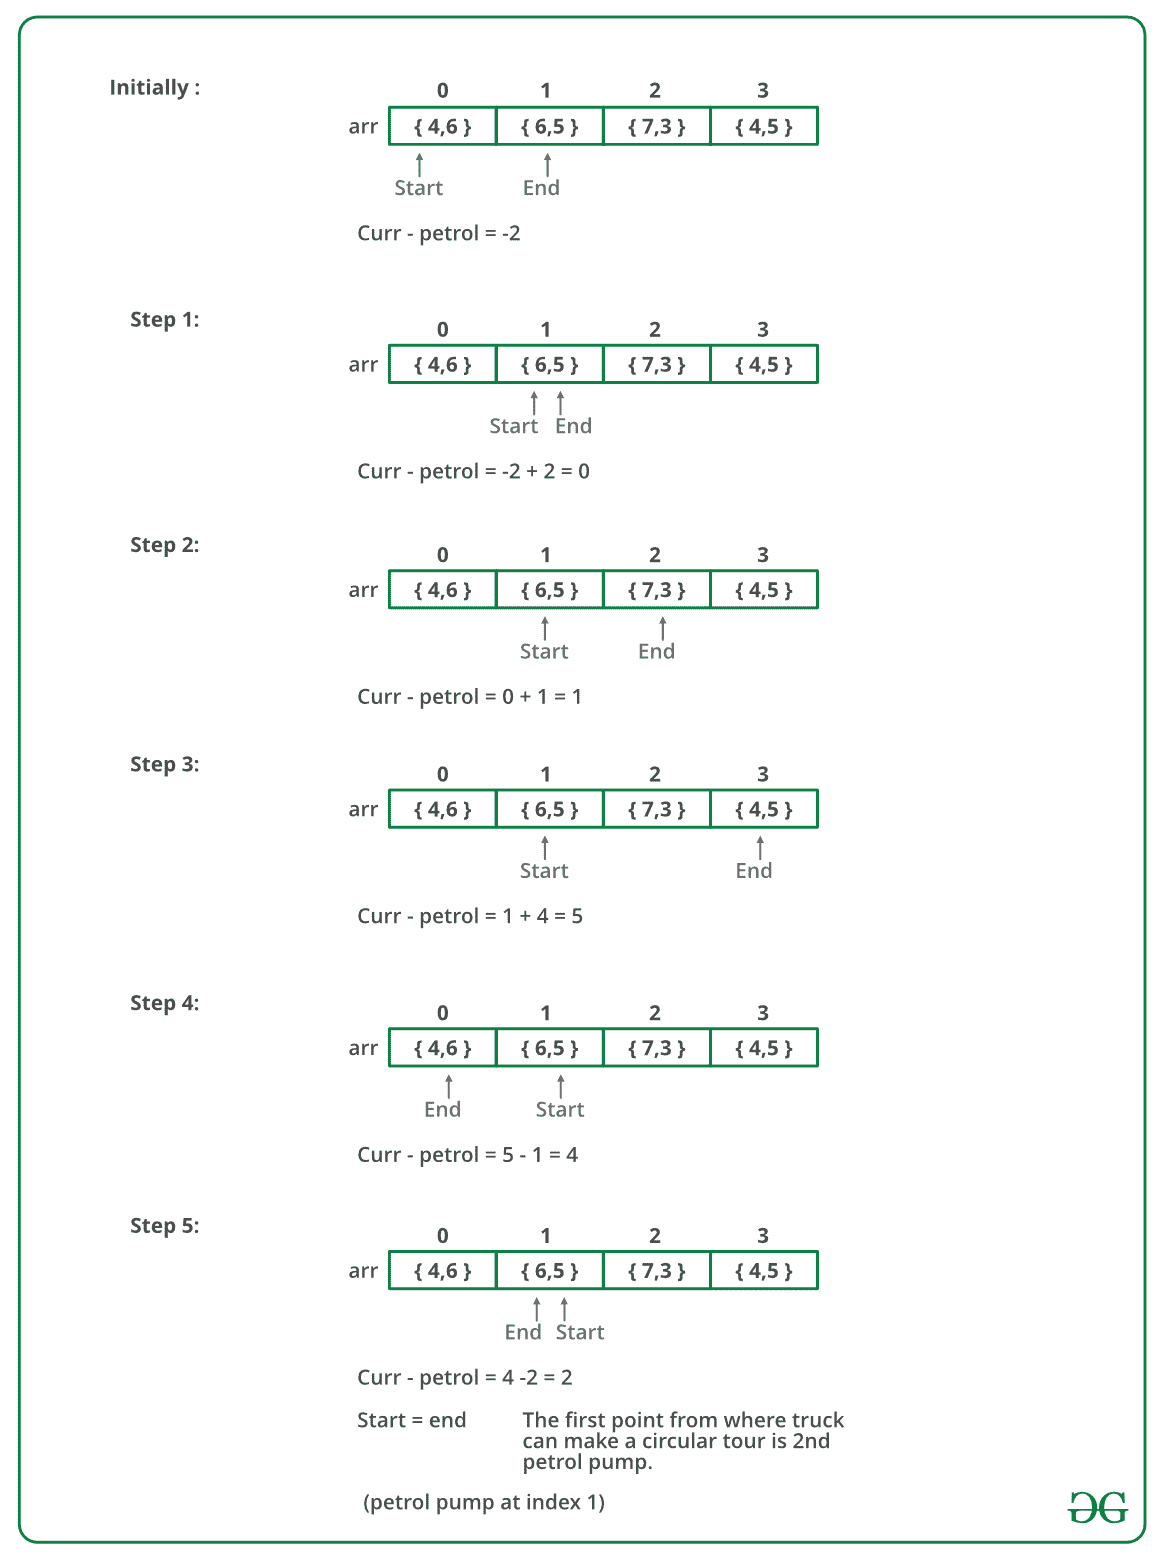 Initially :
0 1 2 3
arr { 4,6 } { 6,5 } { 7,3 } { 4,5 }
Start End
Curr - petrol = -2
Step 1:
0 1 2 3
arr { 4,6 } { 6,5 } { 7,3 } { 4,5 }
Start End
Curr - petrol = -2 + 2 = 0
Step 2:
0 1 2 3
arr { 4,6 } { 6,5 } { 7,3 } { 4,5 }
Start End
Curr - petrol = 0 + 1 = 1
Step 3:
0 1 2 3
arr { 4,6 } { 6,5 } { 7,3 } { 4,5 }
Start End
Curr - petrol = 1 + 4 = 5
Step 4:
0 1 2 3
arr { 4,6 } { 6,5 } { 7,3 } { 4,5 }
End Start
Curr - petrol = 5 - 1 = 4
Step 5:
0 1 2 3
arr { 4,6 } { 6,5 } { 7,3 } { 4,5 }
End Start
Curr - petrol = 4 -2 = 2
Start = end
The first point from where truck
can make a circular tour is 2nd
petrol pump.
(petrol pump at index 1)